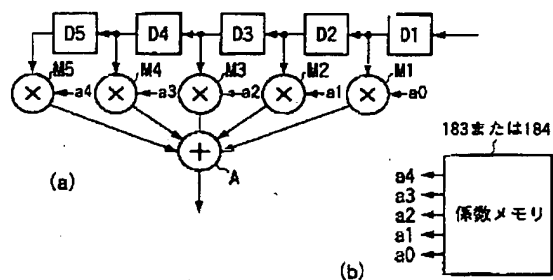 D5 D4 D3 D2 D1
M5 M4 M3 M2 M1
× a4 × a3 × a2 × a1 × a0
+
A
(a)
183または184
a4
a3
a2
a1
a0
係数メモリ
(b)